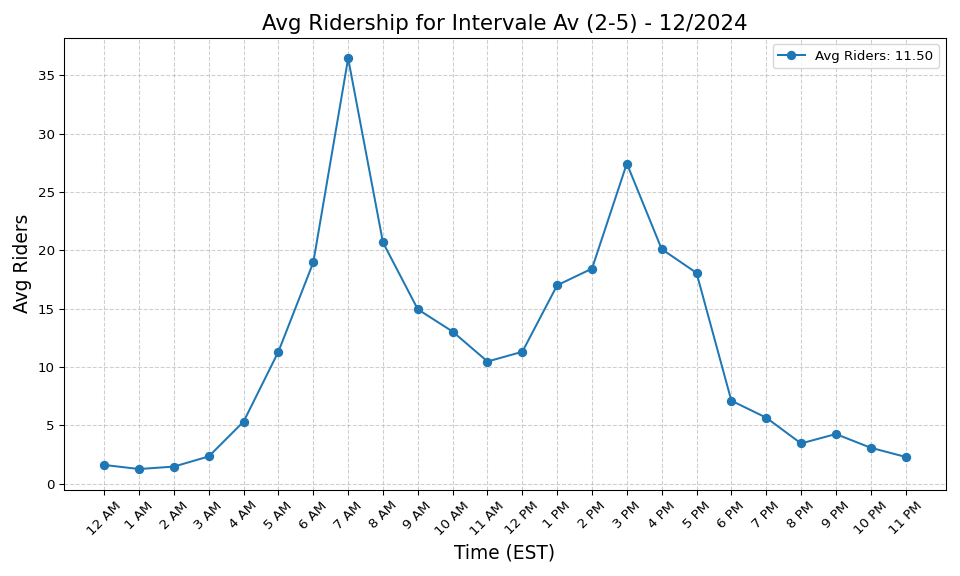 Avg Ridership for Intervale Av (2-5) - 12/2024
Avg Riders: 11.50
Avg Riders
35
30
25
20
15
10
5
0
12 AM
1 AM
2 AM
3 AM
4 AM
5 AM
6 AM
7 AM
8 AM
9 AM
10 AM
11 AM
12 PM
1 PM
2 PM
3 PM
4 PM
5 PM
6 PM
7 PM
8 PM
9 PM
10 PM
11 PM
Time (EST)